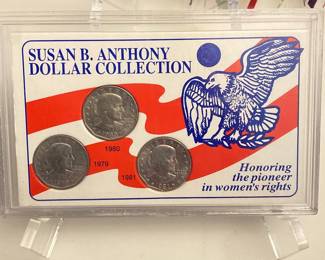 SUSAN B. ANTHONY
DOLLAR COLLECTION
1980
1979
1981
Honoring
the pioneer
in women's rights